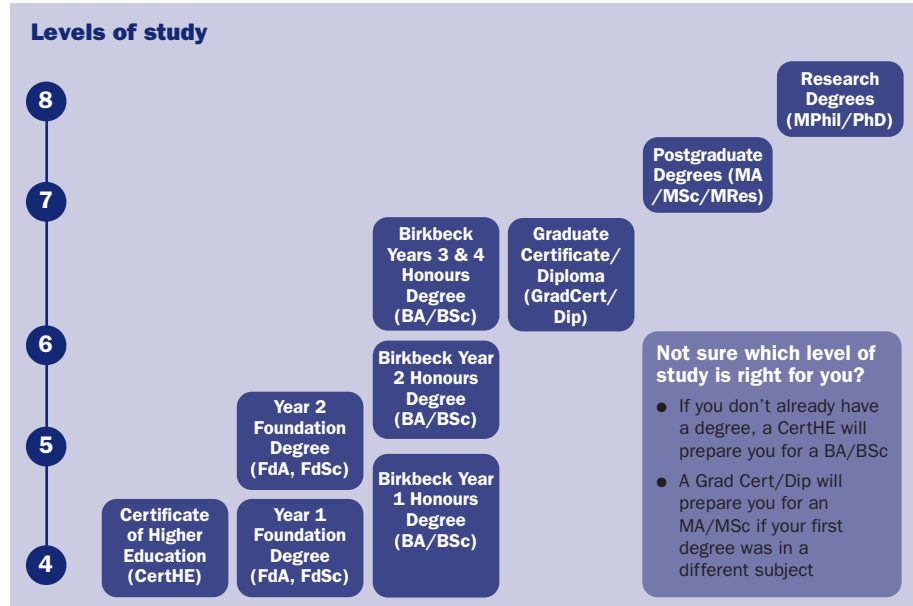 Levels of study
8
7
6
5
4
Research
Degrees
(MPhil/PhD)
Postgraduate
Degrees (MA
/MSc/MRes)
Birkbeck
Years 3 & 4
Honours
Degree
(BA/BSc)
Graduate
Certificate/
Diploma
(GradCert/
Dip)
Birkbeck Year
2 Honours
Degree
(BA/BSc)
Year 2
Foundation
Degree
(FdA, FdSc)
Birkbeck Year
1 Honours
Degree
(BA/BSc)
Certificate
of Higher
Education
(CertHE)
Year 1
Foundation
Degree
(FdA, FdSc)
Not sure which level of
study is right for you?
● If you don't already have
a degree, a CertHE will
prepare you for a BA/BSc
● A Grad Cert/Dip will
prepare you for an
MA/MSc if your first
degree was in a
different subject